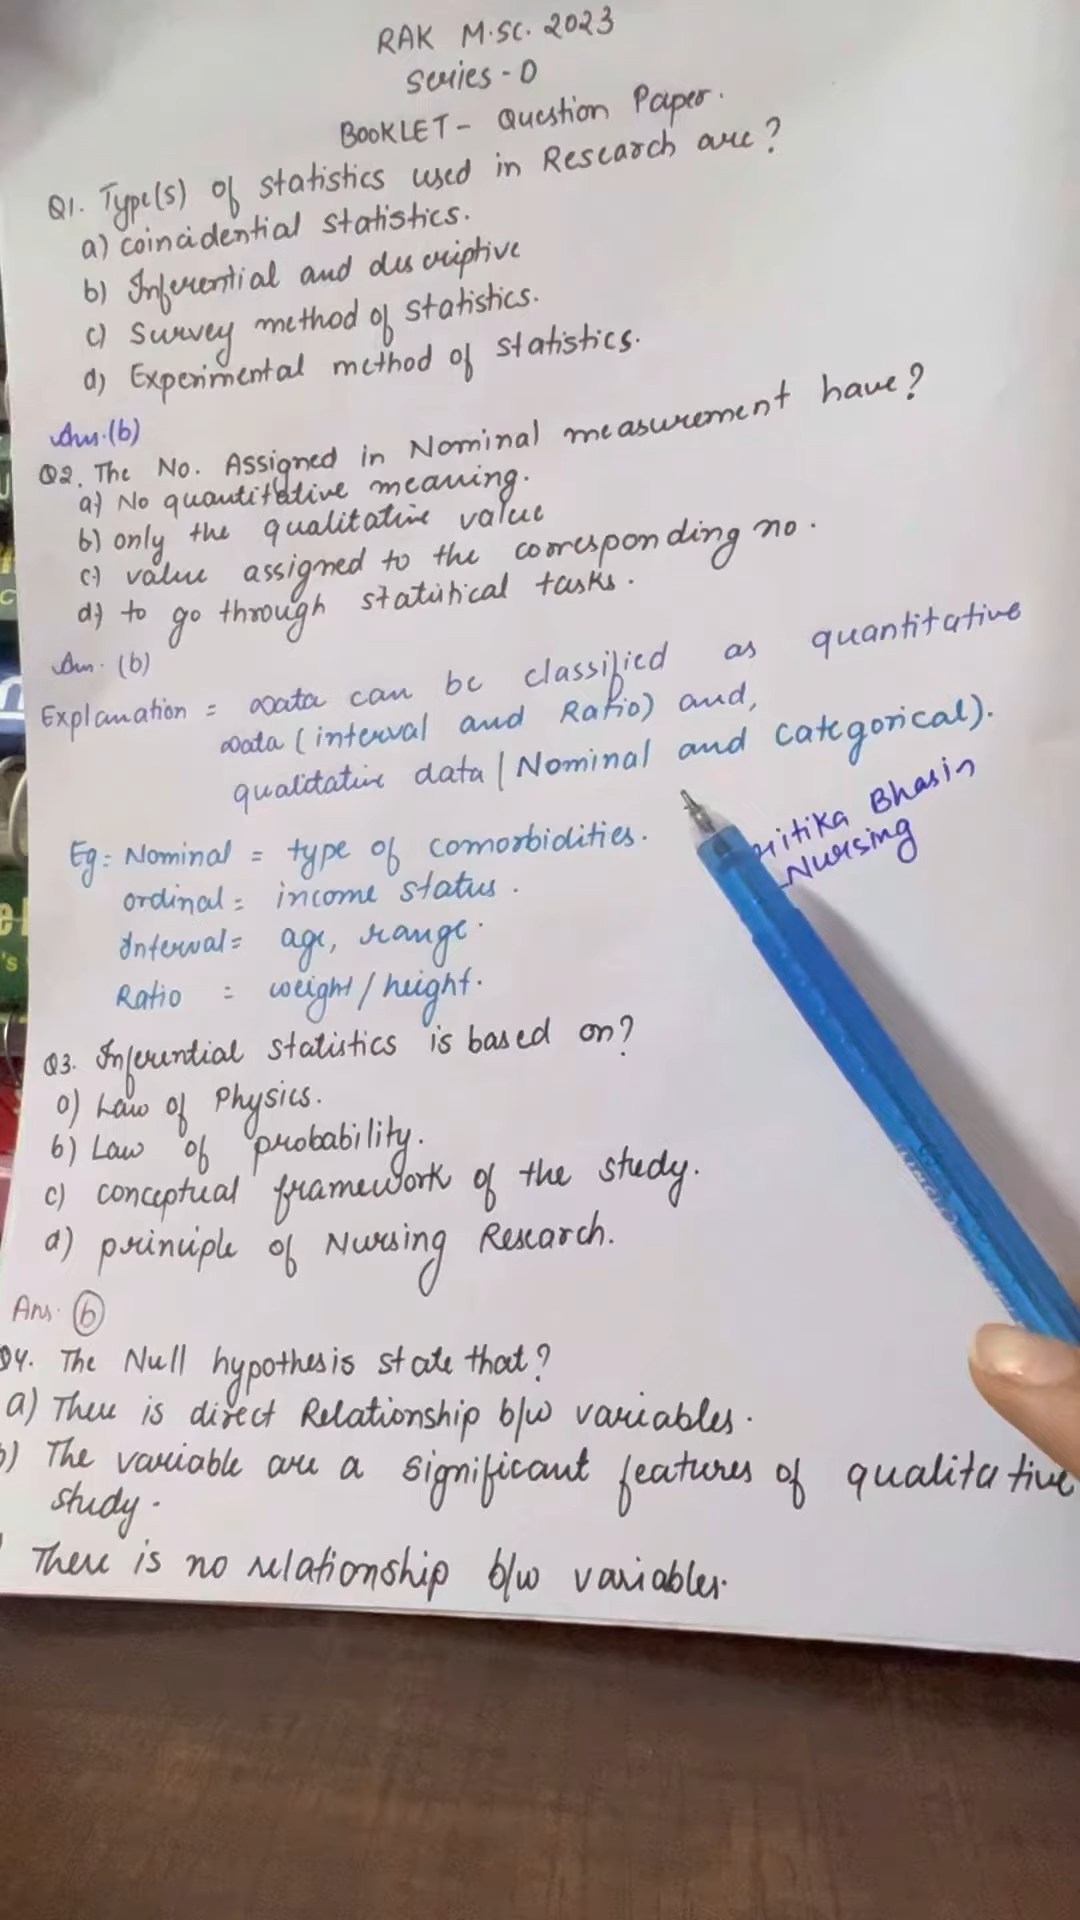 RAK M.SC. 2023
Series - D
BOOKLET - Question Paper.
Q1. Type(s) of statistics used in Research are?
a) coincidential statistics.
b) Inferential and descriptive
c) Survey method of statistics.
d) Experimental method of statistics.
Ans.(b)
Q2. The No. Assigned in Nominal measurement have?
a) No quantitative meaning.
b) only the qualitative value
c) value assigned to the corresponding no.
d) to go through statistical tasks.
Ans. (b)
Explanation = Data can be classified as quantitative
Data (interval and Ratio) and,
qualitative data (Nominal and categorical).
Eg = Nominal = type of comorbidities.
ordinal = income status.
Interval = age, range.
Ratio = weight/height.
ritika Bhasin
Nursing
Q3. Inferential statistics is based on?
a) Law of Physics.
b) Law of probability.
c) conceptual framework of the study.
d) principle of Nursing Research.
Ans. (b)
Q4. The Null hypothesis state that?
a) There is direct Relationship b/w variables.
b) The variable are a significant features of qualitative
study.
There is no relationship b/w variables.